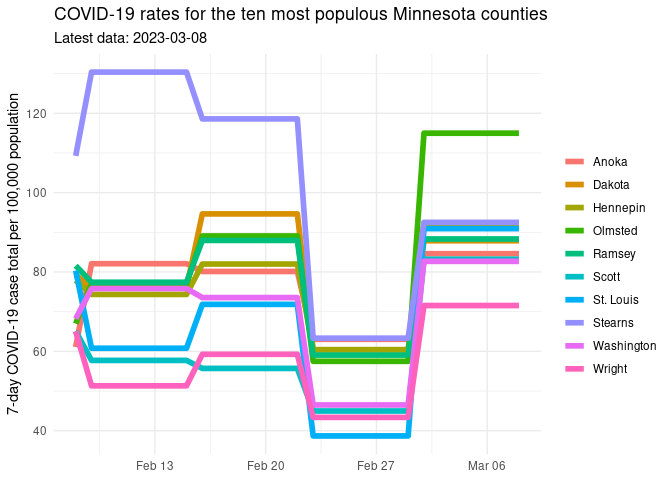 COVID-19 rates for the ten most populous Minnesota counties
Latest data: 2023-03-08
7-day COVID-19 case total per 100,000 population
120
100
80
60
40
Feb 13
Feb 20
Feb 27
Mar 06
Anoka
Dakota
Hennepin
Olmsted
Ramsey
Scott
St. Louis
Stearns
Washington
Wright